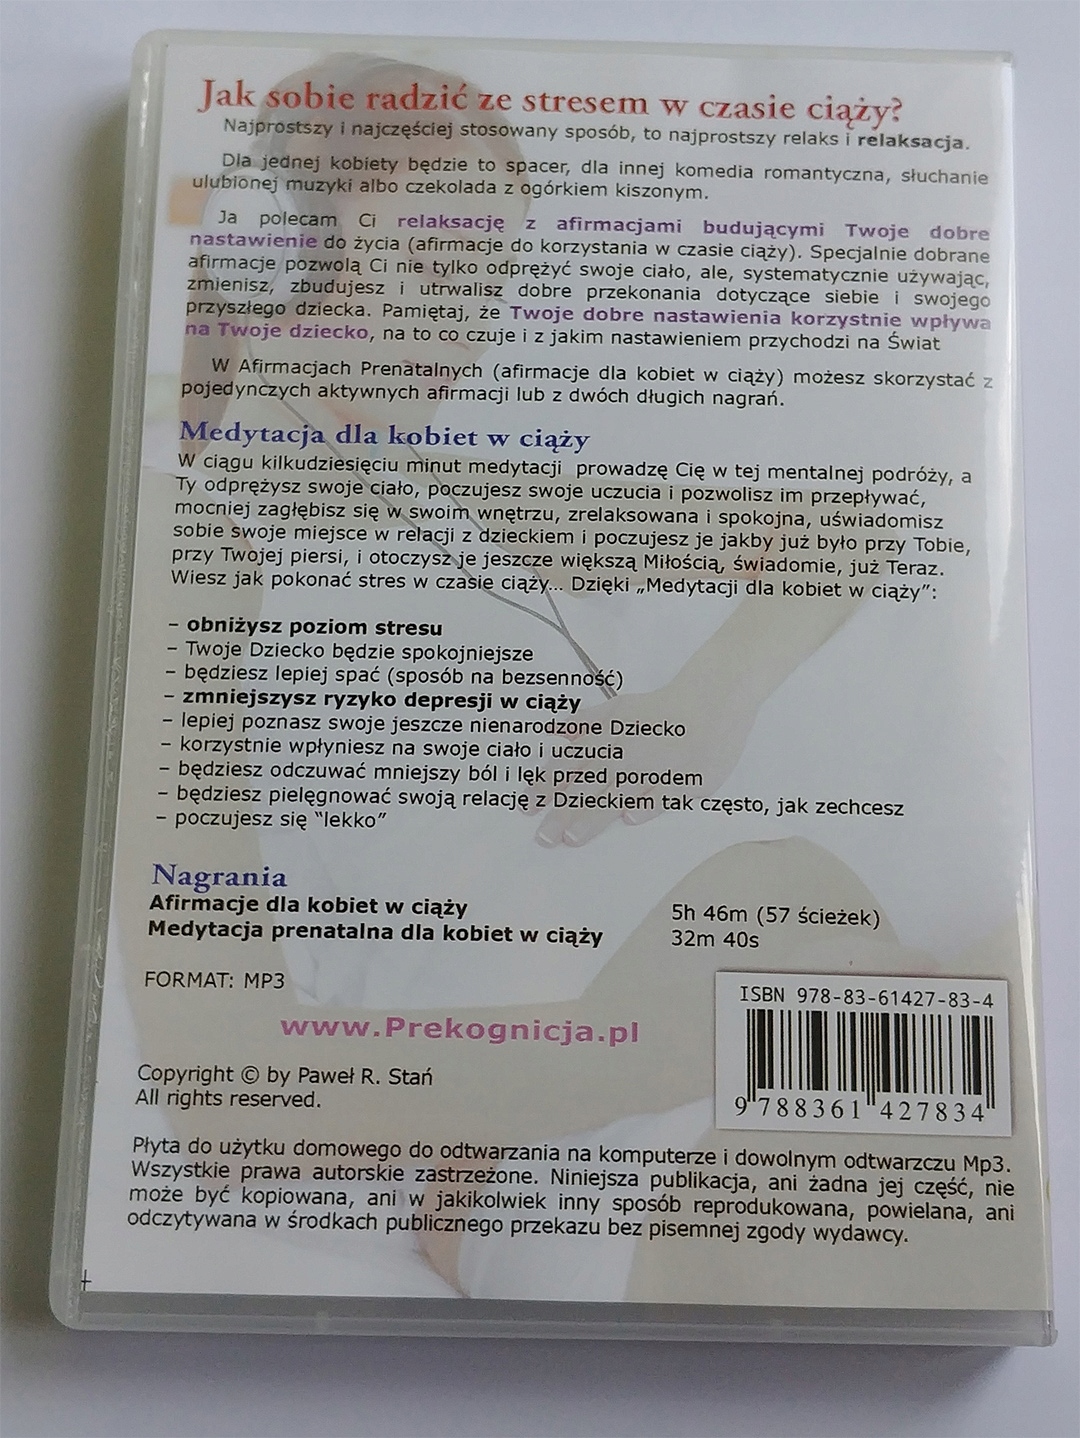 Jak sobie radzić ze stresem w czasie ciąży?
Najprostszy i najczęściej stosowany sposób, to najprostszy relaks i relaksacja.
Dla jednej kobiety będzie to spacer, dla innej komedia romantyczna, słuchanie
ulubionej muzyki albo czekolada z ogórkiem kiszonym.
Ja polecam Ci relaksację z afirmacjami budującymi Twoje dobre
nastawienie do życia (afirmacje do korzystania w czasie ciąży). Specjalnie dobrane
afirmacje pozwolą Ci nie tylko odprężyć swoje ciało, ale, systematycznie używając,
zmienisz, zbudujesz i utrwalisz dobre przekonania dotyczące siebie i swojego
przyszłego dziecka. Pamiętaj, że Twoje dobre nastawienia korzystnie wpływa
na Twoje dziecko, na to co czuje i z jakim nastawieniem przychodzi na Świat
W Afirmacjach Prenatalnych (afirmacje dla kobiet w ciąży) możesz skorzystać z
pojedynczych aktywnych afirmacji lub z dwóch długich nagrań.
Medytacja dla kobiet w ciąży
W ciągu kilkudziesięciu minut medytacji prowadzę Cię w tej mentalnej podróży, a
Ty odprężysz swoje ciało, poczujesz swoje uczucia i pozwolisz im przepływać,
mocniej zagłębisz się w swoim wnętrzu, zrelaksowana i spokojna, uświadomisz
sobie swoje miejsce w relacji z dzieckiem i poczujesz je jakby już było przy Tobie,
przy Twojej piersi, i otoczysz je jeszcze większą Miłością, świadomie, już Teraz.
Wiesz jak pokonać stres w czasie ciąży... Dzięki „Medytacji dla kobiet w ciąży":
– obniżysz poziom stresu
– Twoje Dziecko będzie spokojniejsze
– będziesz lepiej spać (sposób na bezsenność)
– zmniejszysz ryzyko depresji w ciąży
– lepiej poznasz swoje jeszcze nienarodzone Dziecko
– korzystnie wpłyniesz na swoje ciało i uczucia
– będziesz odczuwać mniejszy ból i lęk przed porodem
– będziesz pielęgnować swoją relację z Dzieckiem tak często, jak zechcesz
– poczujesz się "lekko"
Nagrania
Afirmacje dla kobiet w ciąży 5h 46m (57 ścieżek)
Medytacja prenatalna dla kobiet w ciąży 32m 40s
FORMAT: MP3
ISBN 978-83-61427-83-4
www.Prekognicja.pl
Copyright © by Paweł R. Stań
All rights reserved.
9 788361 427834
Płyta do użytku domowego do odtwarzania na komputerze i dowolnym odtwarzczu Mp3.
Wszystkie prawa autorskie zastrzeżone. Niniejsza publikacja, ani żadna jej część, nie
może być kopiowana, ani w jakikolwiek inny sposób reprodukowana, powielana, ani
odczytywana w środkach publicznego przekazu bez pisemnej zgody wydawcy.